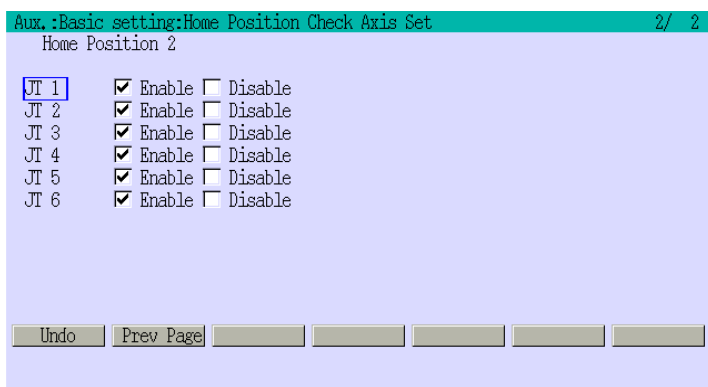 Aux.:Basic setting:Home Position Check Axis Set 2/ 2
Home Position 2
JT 1 Enable Disable
JT 2 Enable Disable
JT 3 Enable Disable
JT 4 Enable Disable
JT 5 Enable Disable
JT 6 Enable Disable
Undo Prev Page